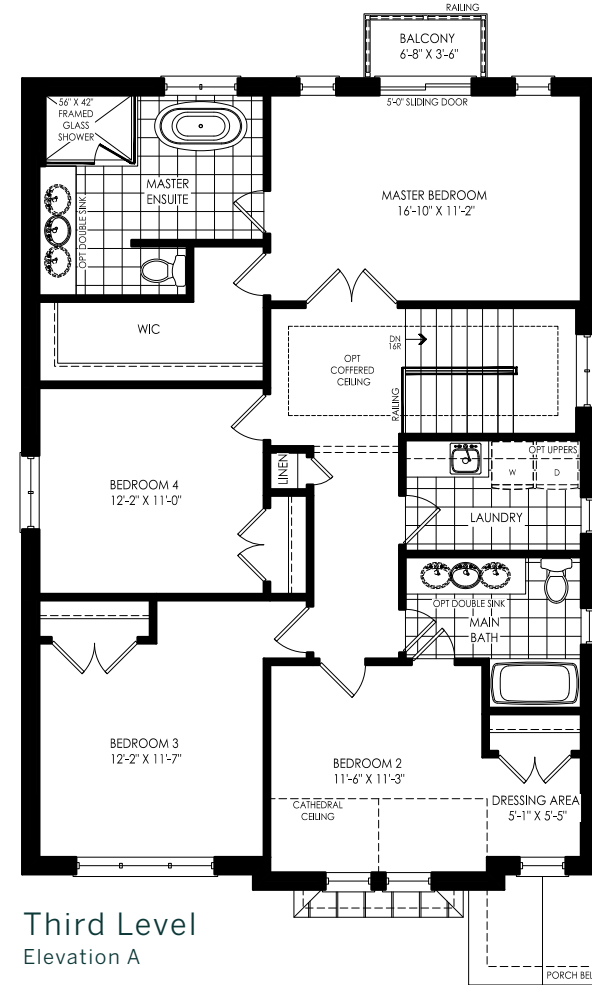 RAILING
BALCONY
6'-8" X 3'-6"
5'-0" SLIDING DOOR
56" X 42"
FRAMED
GLASS
SHOWER
MASTER
ENSUITE
OPT DOUBLE SINK
MASTER BEDROOM
16'-10" X 11'-2"
WIC
DN
16R
OPT
COFFERED
CEILING
RAILING
LINEN
OPT UPPERS
W
D
BEDROOM 4
12'-2" X 11'-0"
LAUNDRY
OPT DOUBLE SINK
MAIN
BATH
BEDROOM 3
12'-2" X 11'-7"
BEDROOM 2
11'-6" X 11'-3"
CATHEDRAL
CEILING
DRESSING AREA
5'-1" X 5'-5"
Third Level
Elevation A
PORCH BEL